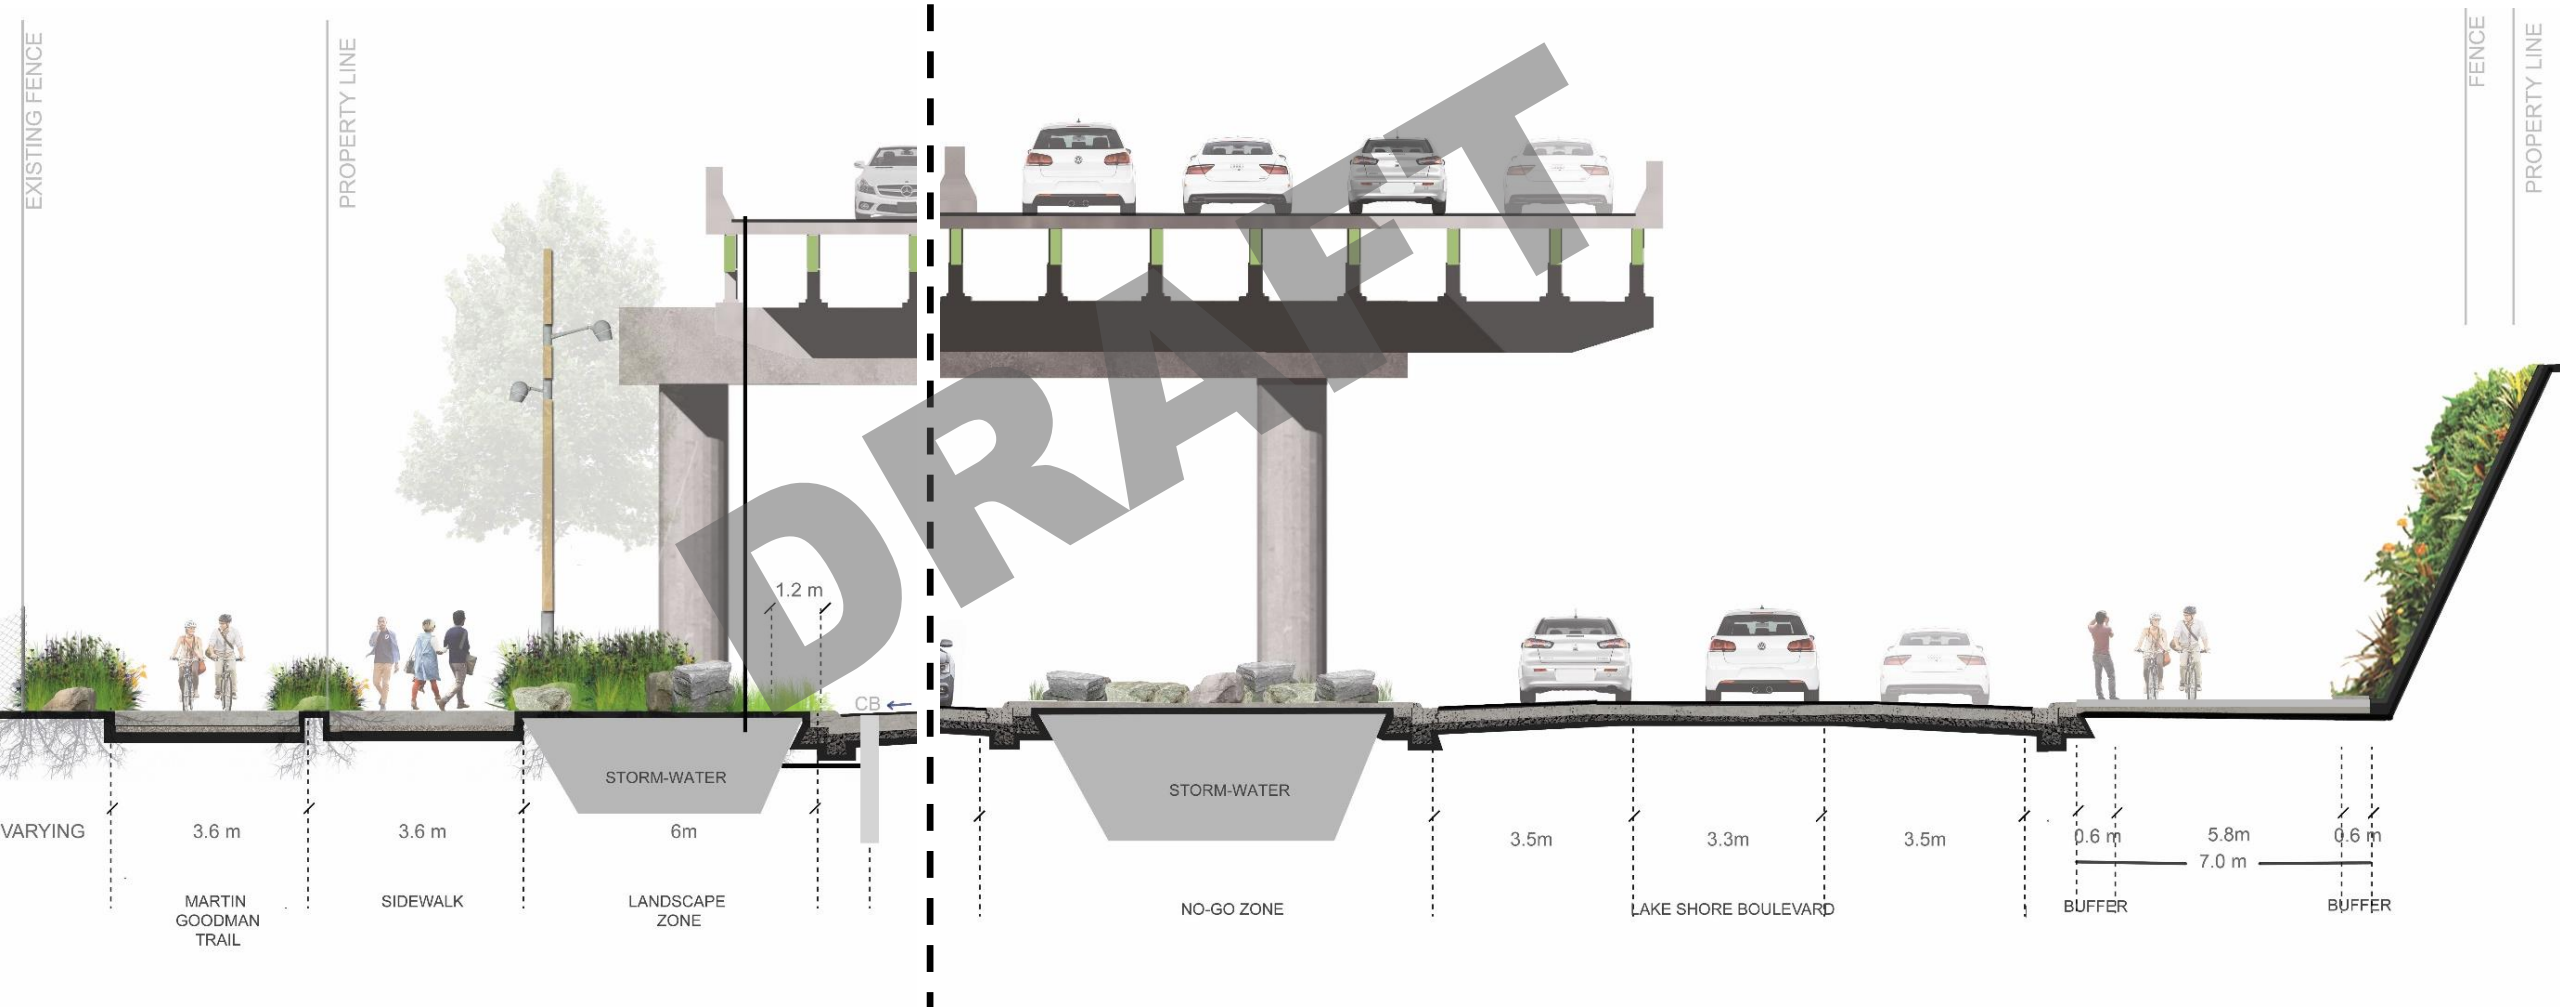 EXISTING FENCE
PROPERTY LINE
FENCE
PROPERTY LINE
DRAFT
1.2 m
CB
STORM-WATER
STORM-WATER
VARYING
3.6 m
3.6 m
6m
3.5m
3.3m
3.5m
0.6 m
5.8m
0.6 m
7.0 m
MARTIN
GOODMAN
TRAIL
SIDEWALK
LANDSCAPE
ZONE
NO-GO ZONE
LAKE SHORE BOULEVARD
BUFFER
BUFFER